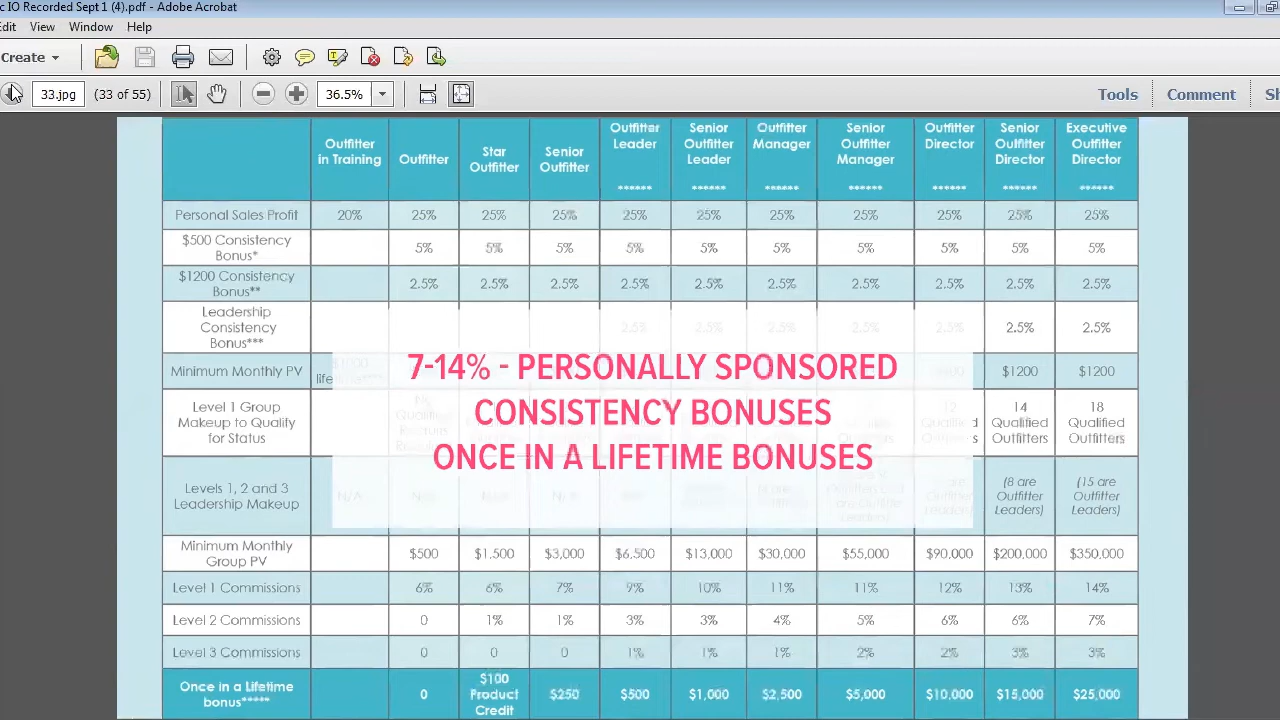 c IO Recorded Sept 1 (4).pdf - Adobe Acrobat
Edit View Window Help
Create
33.jpg (33 of 55) 36.5% Tools Comment
Outfitter in Training Outfitter Star Outfitter Senior Outfitter Outfitter Leader ****** Senior Outfitter Leader ****** Outfitter Manager ****** Senior Outfitter Manager ****** Outfitter Director ****** Senior Outfitter Director ****** Executive Outfitter Director ******
Personal Sales Profit 20% 25% 25% 25% 25% 25% 25% 25% 25% 25% 25%
$500 Consistency Bonus* 5% 5% 5% 5% 5% 5% 5% 5% 5% 5%
$1200 Consistency Bonus** 2.5% 2.5% 2.5% 2.5% 2.5% 2.5% 2.5% 2.5% 2.5% 2.5%
Leadership Consistency Bonus*** 2.5% 2.5% 2.5% 2.5% 2.5% 2.5% 2.5%
Minimum Monthly PV $1200 $1200
7-14% - PERSONALLY SPONSORED
CONSISTENCY BONUSES
ONCE IN A LIFETIME BONUSES
Level 1 Group Makeup to Qualify for Status 12 Qualified 14 Qualified Outfitters 18 Qualified Outfitters
Levels 1, 2 and 3 Leadership Makeup N/A (8 are Outfitter Leaders) (15 are Outfitter Leaders)
Minimum Monthly Group PV $500 $1,500 $3,000 $6,500 $13,000 $30,000 $55,000 $90,000 $200,000 $350,000
Level 1 Commissions 6% 6% 7% 9% 10% 11% 11% 12% 13% 14%
Level 2 Commissions 0 1% 1% 3% 3% 4% 5% 6% 6% 7%
Level 3 Commissions 0 0 0 1% 1% 1% 2% 2% 3% 3%
Once in a Lifetime bonus***** 0 $100 Product Credit $250 $500 $1,000 $2,500 $5,000 $10,000 $15,000 $25,000